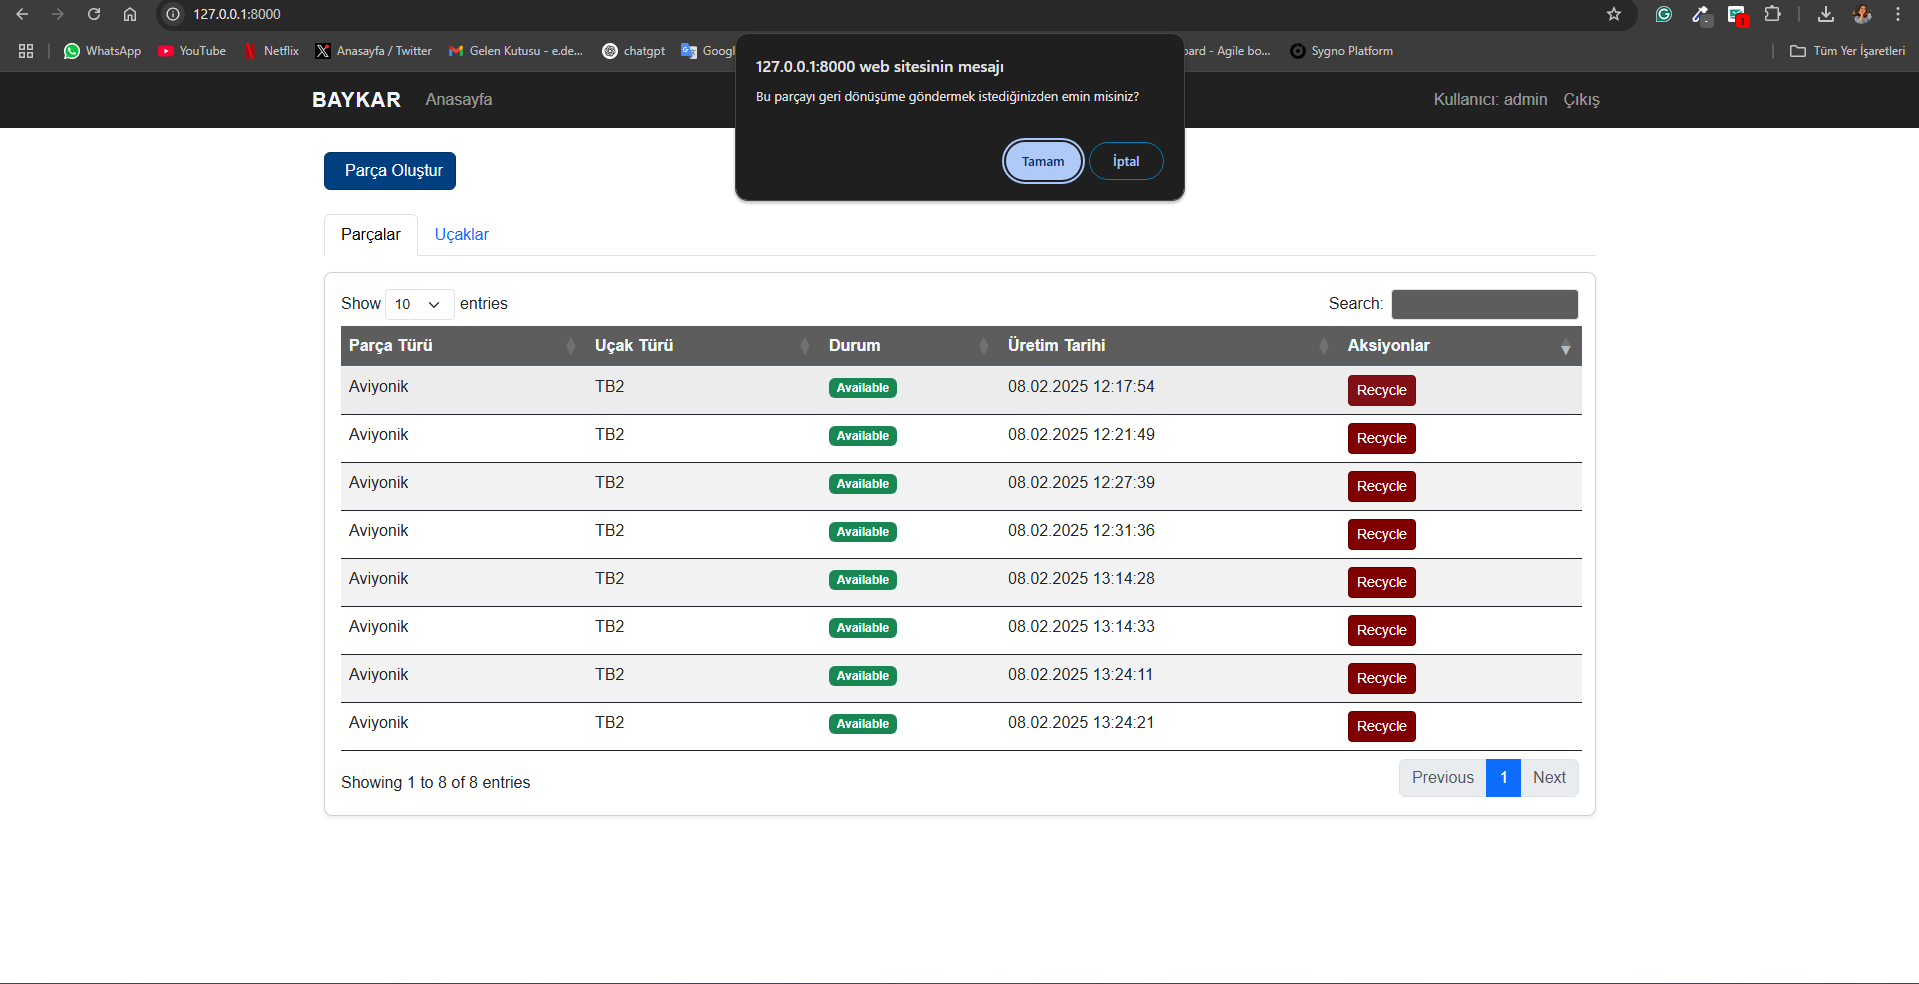 127.0.0.1:8000
WhatsApp YouTube Netflix Anasayfa / Twitter Gelen Kutusu - e.de... chatgpt Googl - Agile bo... Sygno Platform Tüm Yer İşaretleri
127.0.0.1:8000 web sitesinin mesajı
Bu parçayı geri dönüşüme göndermek istediğinizden emin misiniz?
Tamam İptal
BAYKAR Anasayfa Kullanıcı: admin Çıkış
Parça Oluştur
Parçalar Uçaklar
Show 10 entries Search:
Parça Türü Uçak Türü Durum Üretim Tarihi Aksiyonlar
Aviyonik TB2 Available 08.02.2025 12:17:54 Recycle
Aviyonik TB2 Available 08.02.2025 12:21:49 Recycle
Aviyonik TB2 Available 08.02.2025 12:27:39 Recycle
Aviyonik TB2 Available 08.02.2025 12:31:36 Recycle
Aviyonik TB2 Available 08.02.2025 13:14:28 Recycle
Aviyonik TB2 Available 08.02.2025 13:14:33 Recycle
Aviyonik TB2 Available 08.02.2025 13:24:11 Recycle
Aviyonik TB2 Available 08.02.2025 13:24:21 Recycle
Showing 1 to 8 of 8 entries Previous 1 Next